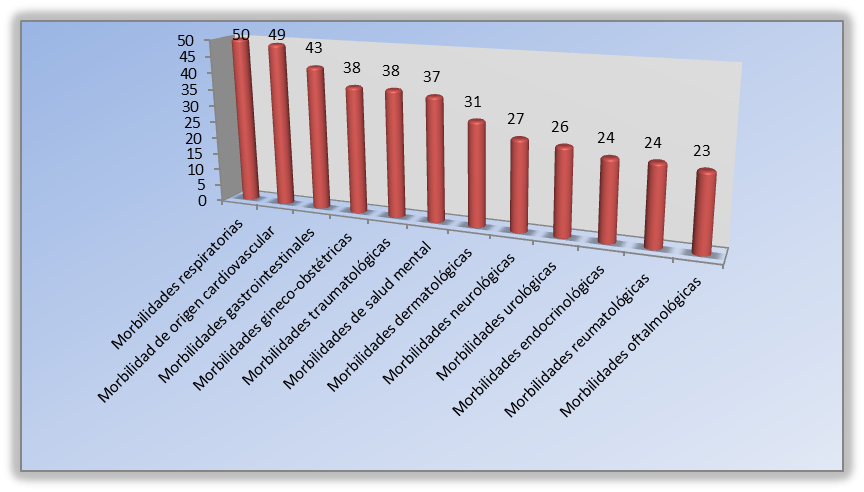 50
45
40
35
30
25
20
15
10
5
0
50
49
43
38
38
37
31
27
26
24
24
23
Morbilidades respiratorias
Morbilidad de origen cardiovascular
Morbilidades gastrointestinales
Morbilidades gineco-obstétricas
Morbilidades traumatológicas
Morbilidades de salud mental
Morbilidades dermatológicas
Morbilidades neurológicas
Morbilidades urológicas
Morbilidades endocrinológicas
Morbilidades reumatológicas
Morbilidades oftalmológicas